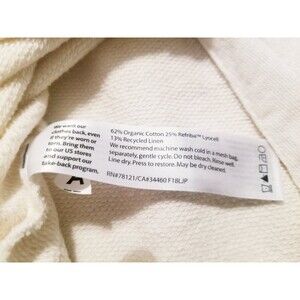 We want our
clothes back, even
if they're worn or
torn. Bring them
to our US stores
and support our
take-back program.
62% Organic Cotton 25% Refibra™ Lyocell
13% Recycled Linen
We recommend machine wash cold in a mesh bag,
separately, gentle cycle. Do not bleach. Rinse well.
Line dry. Press to restore. May be dry cleaned.
RN#78121/CA#34460 F18LJP